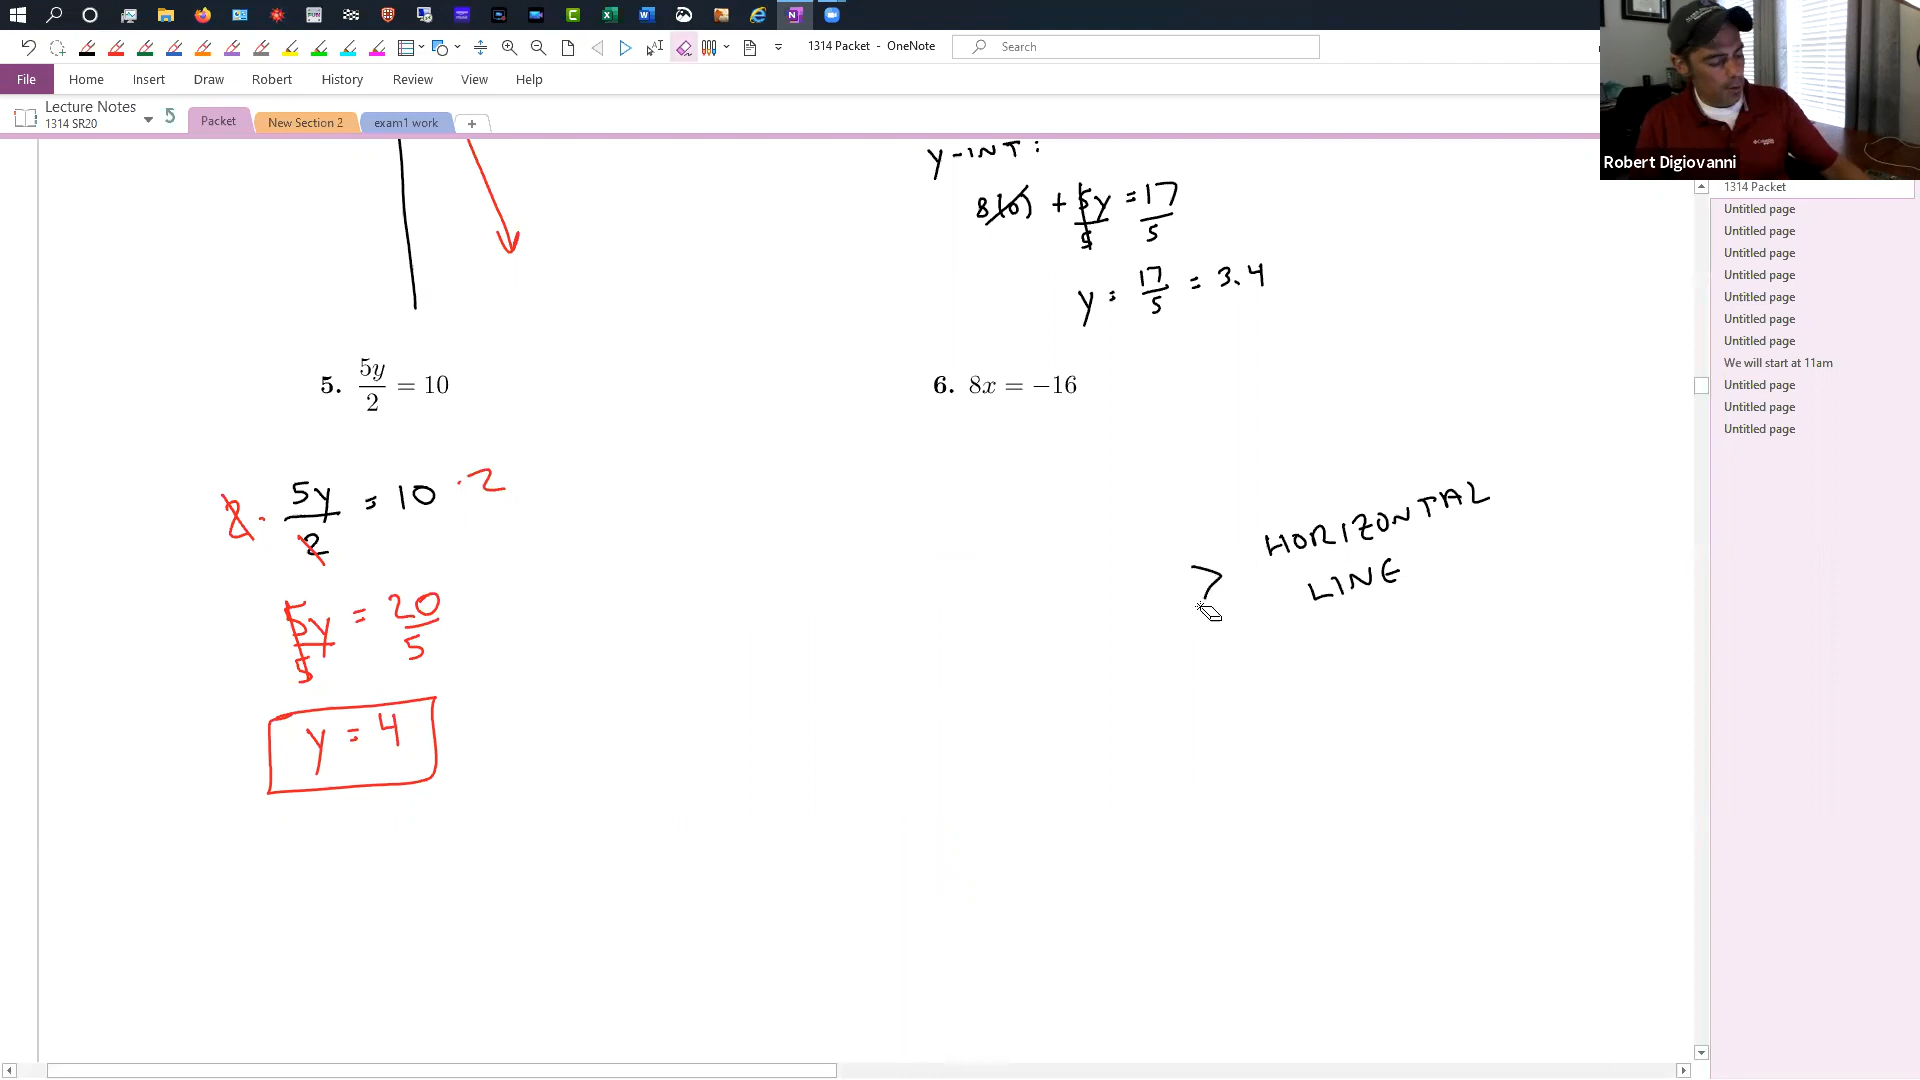 1314 Packet - OneNote
Search
File Home Insert Draw Robert History Review View Help
Lecture Notes
1314 SR20
Packet New Section 2 exam1 work +
Robert Digiovanni
y-INT:
8(0) + 5y = 17
5 5
y = 17/5 = 3.4
5. 5y/2 = 10
6. 8x = −16
2 · 5y/2 = 10 · 2
5y/5 = 20/5
y = 4
HORIZONTAL
LINE
1314 Packet
Untitled page
Untitled page
Untitled page
Untitled page
Untitled page
Untitled page
Untitled page
We will start at 11am
Untitled page
Untitled page
Untitled page